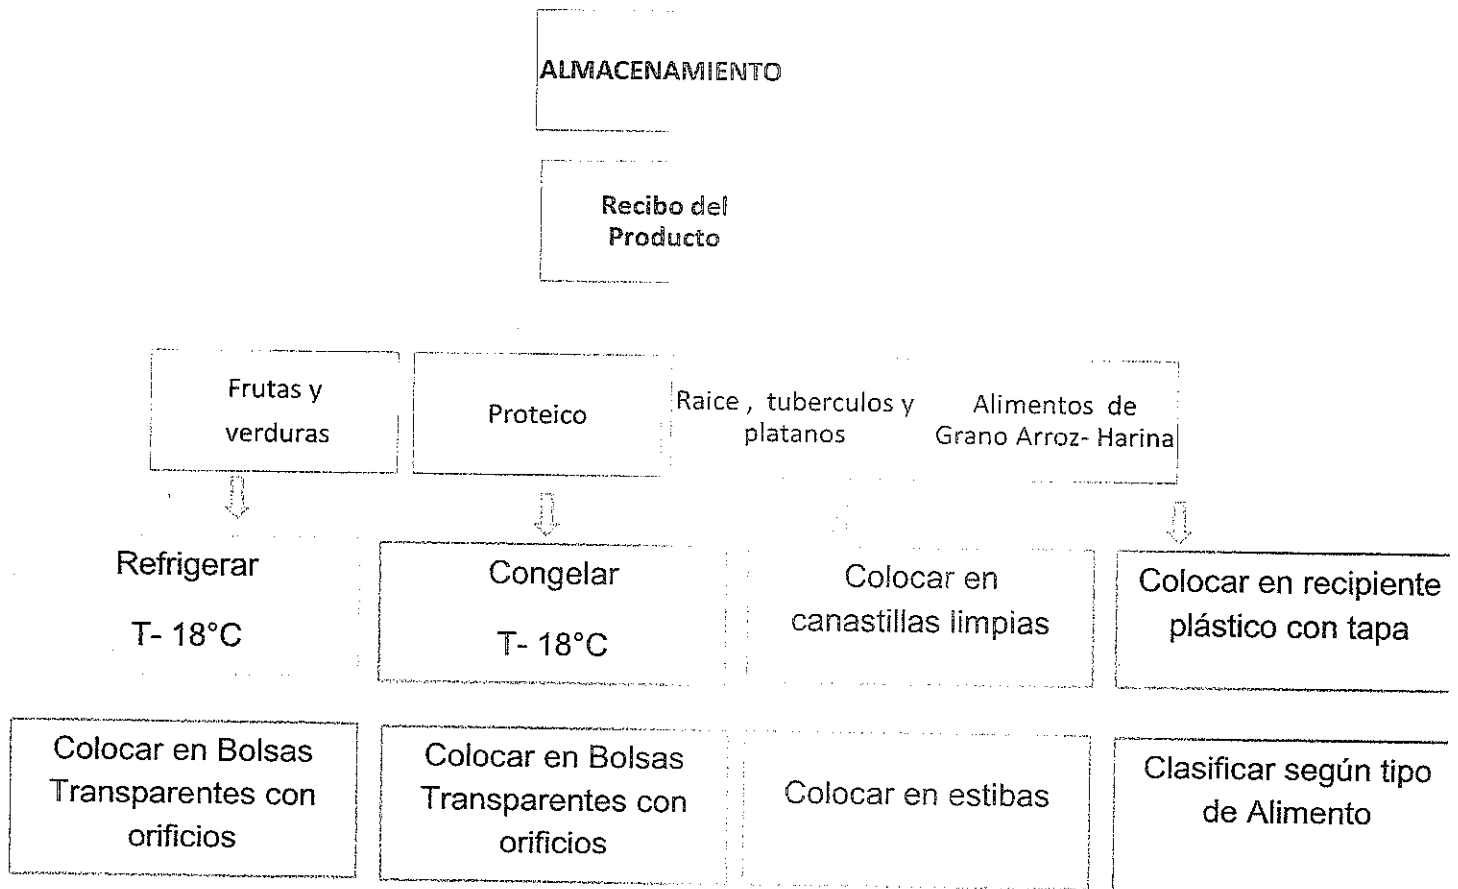 ALMACENAMIENTO
Recibo del
Producto
Frutas y
verduras
Proteico
Raice , tuberculos y
platanos
Alimentos de
Grano Arroz- Harina
Refrigerar
T- 18°C
Congelar
T- 18°C
Colocar en
canastillas limpias
Colocar en recipiente
plástico con tapa
Colocar en Bolsas
Transparentes con
orificios
Colocar en Bolsas
Transparentes con
orificios
Colocar en estibas
Clasificar según tipo
de Alimento